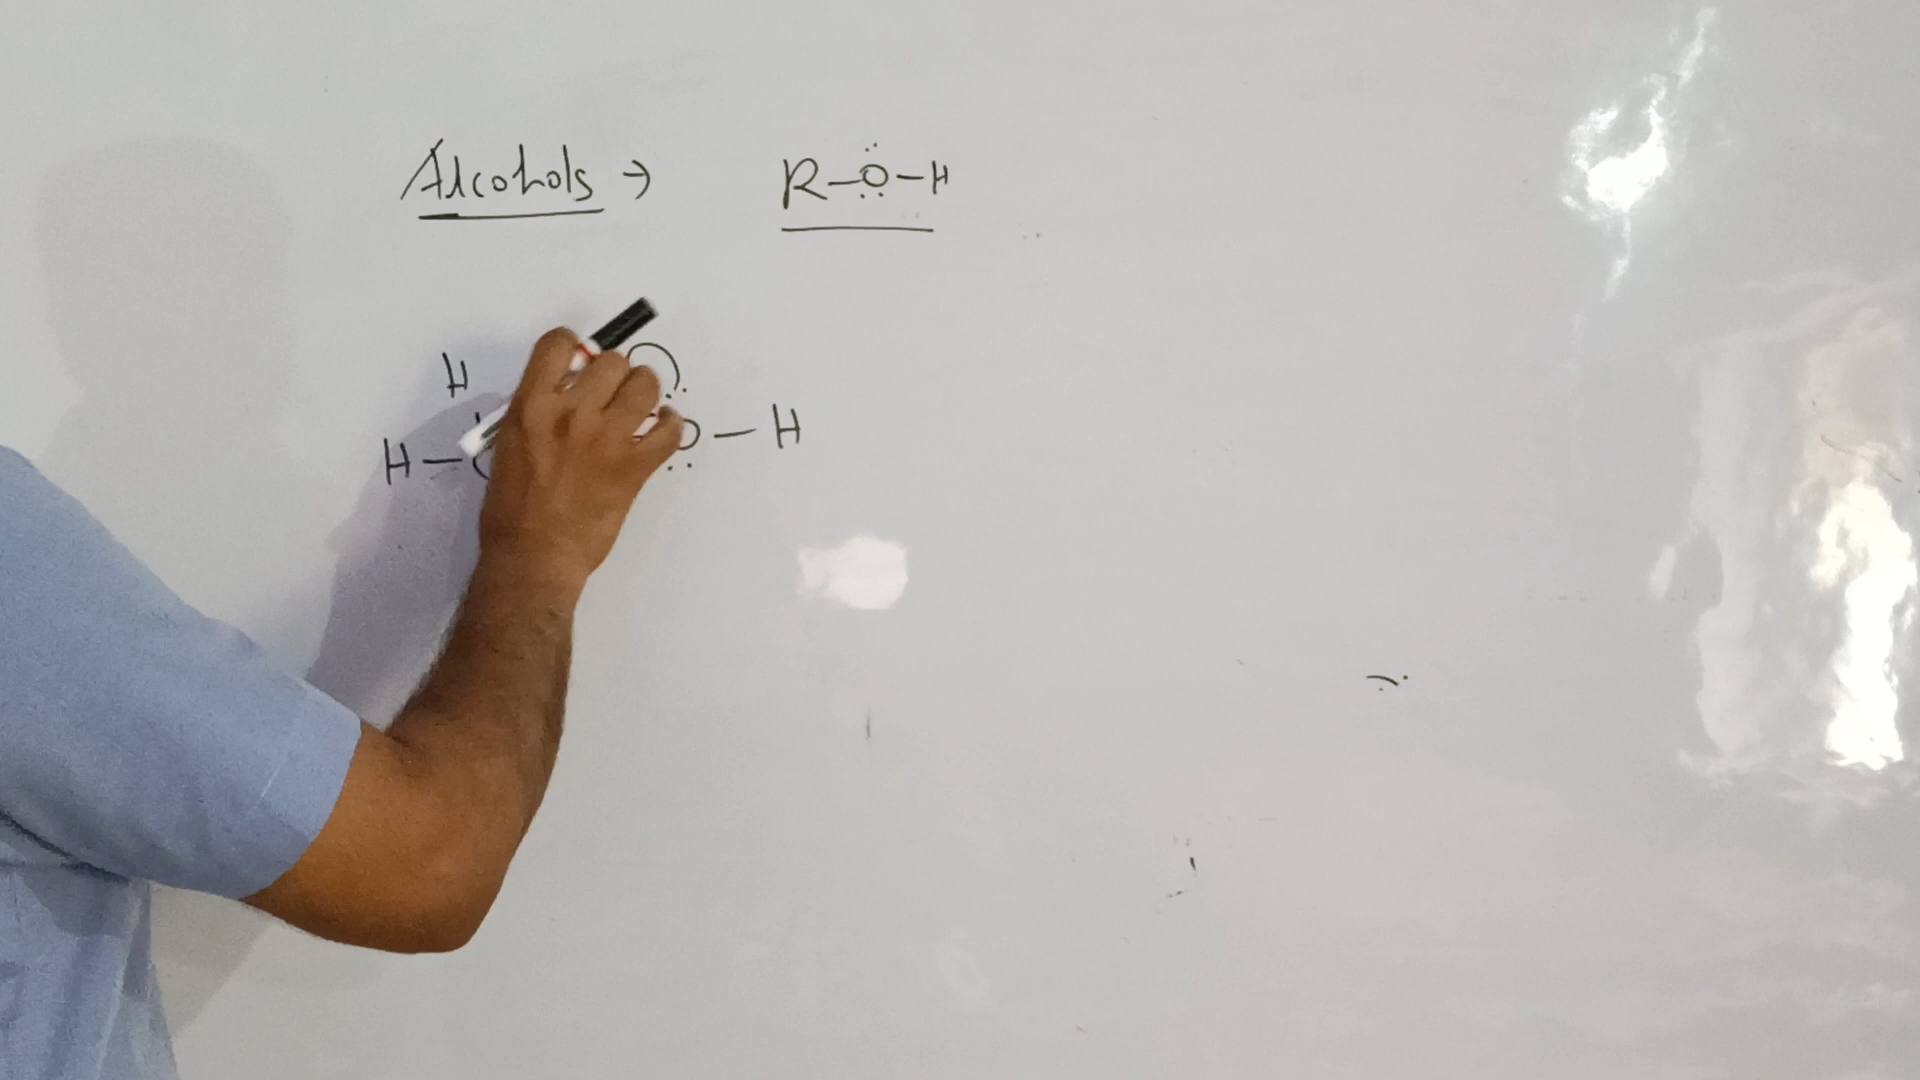 Alcohols → R–Ö–H
H
H – O – H